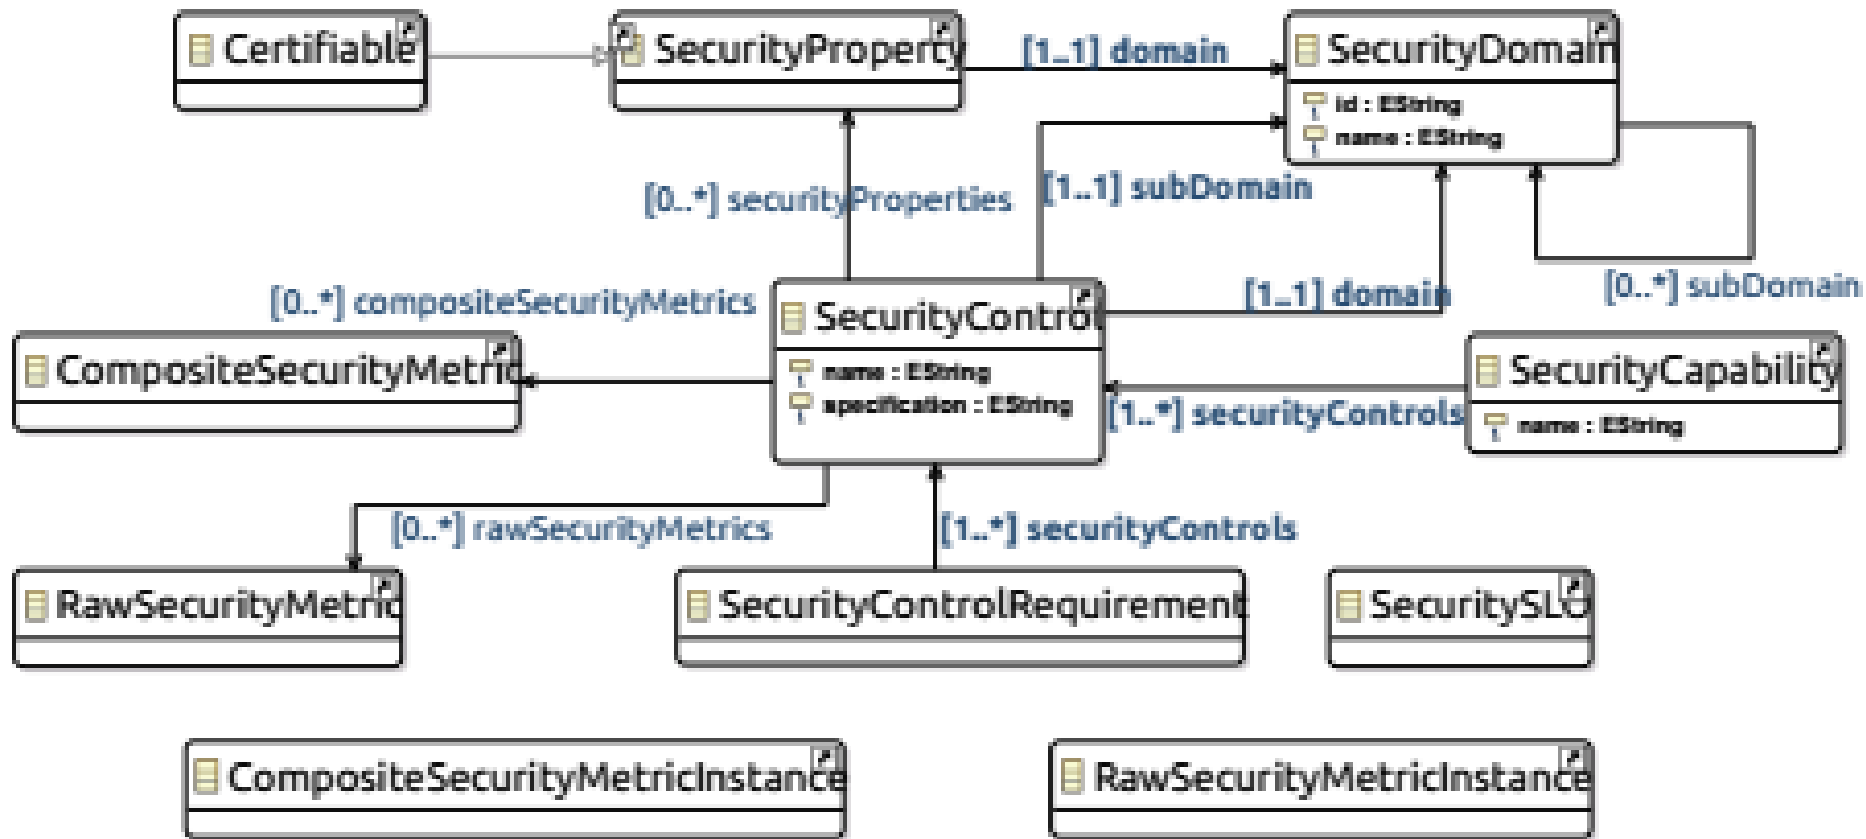 Certifiable
SecurityProperty
[1..1] domain
SecurityDomain
id : EString
name : EString
[0..*] securityProperties
[1..1] subDomain
[0..*] compositeSecurityMetrics
SecurityControl
[1..1] domain
[0..*] subDomain
CompositeSecurityMetric
name : EString
specification : EString
SecurityCapability
[1..*] securityControls
name : EString
[0..*] rawSecurityMetrics
[1..*] securityControls
RawSecurityMetric
SecurityControlRequirement
SecuritySLO
CompositeSecurityMetricInstance
RawSecurityMetricInstance